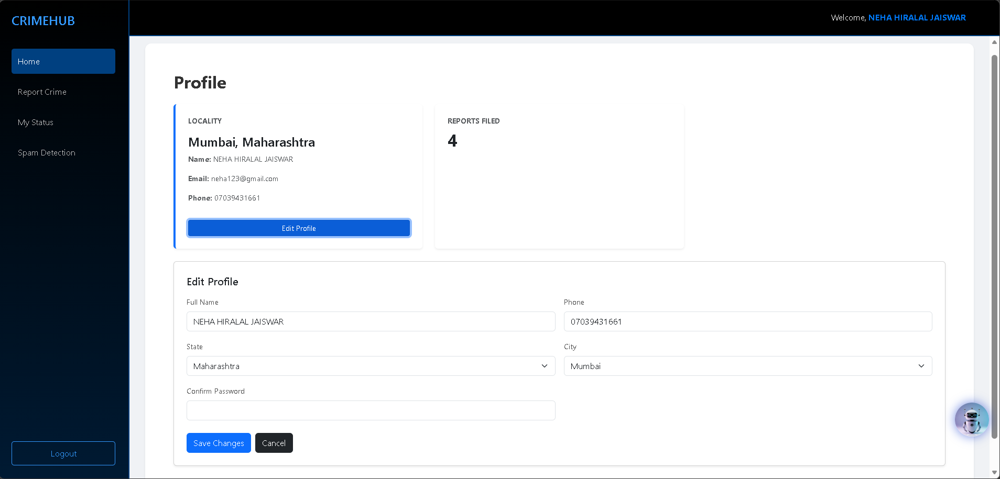 CRIMEHUB
Welcome, NEHA HIRALAL JAISWAR
Home
Report Crime
My Status
Spam Detection
Logout
Profile
LOCALITY
Mumbai, Maharashtra
Name: NEHA HIRALAL JAISWAR
Email: neha123@gmail.com
Phone: 07039431661
Edit Profile
REPORTS FILED
4
Edit Profile
Full Name
NEHA HIRALAL JAISWAR
Phone
07039431661
State
Maharashtra
City
Mumbai
Confirm Password
Save Changes
Cancel